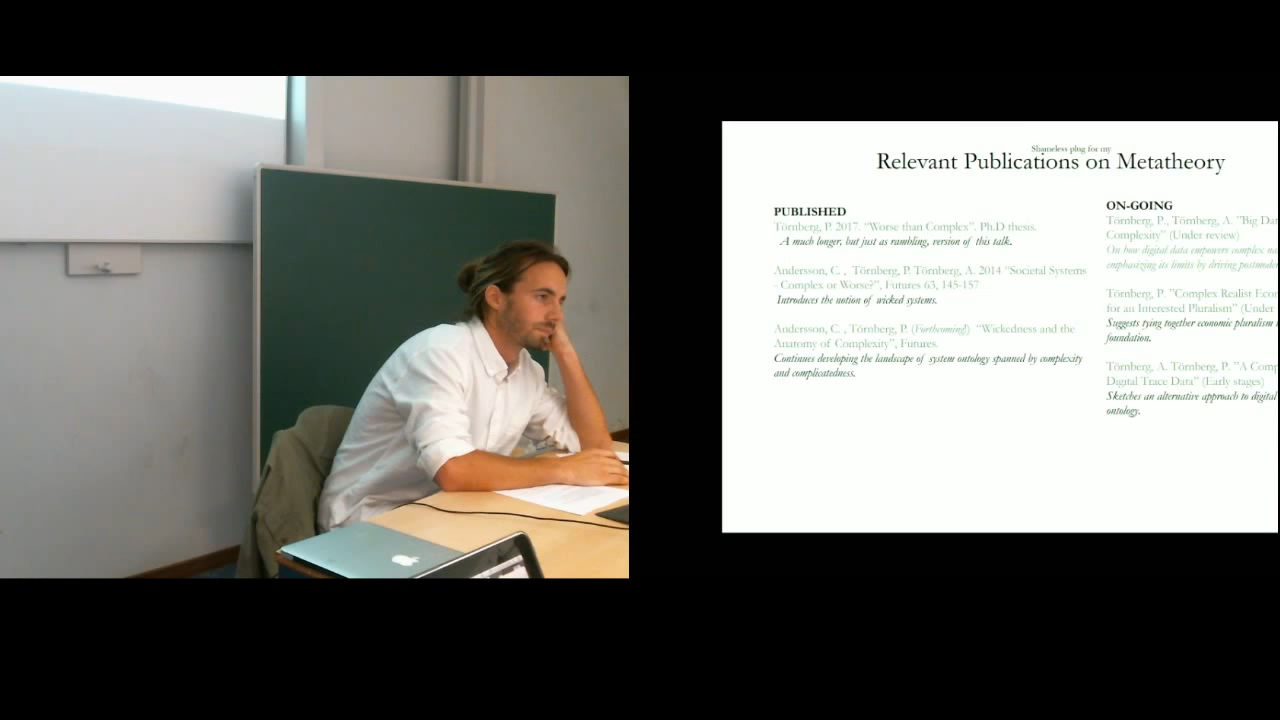 Shameless plug for my
Relevant Publications on Metatheory
PUBLISHED
Törnberg, P. 2017. “Worse than Complex”. Ph.D thesis.
A much longer, but just as rambling, version of this talk.
Andersson, C. , Törnberg, P. Törnberg, A. 2014 “Societal Systems
- Complex or Worse?”, Futures 63, 145-157
Introduces the notion of wicked systems.
Andersson, C. , Törnberg, P. (Forthcoming!) “Wickedness and the
Anatomy of Complexity”, Futures.
Continues developing the landscape of system ontology spanned by complexity
and complicatedness.
ON-GOING
Törnberg, P., Törnberg, A. ”Big
Complexity” (Under review)
On how digital data empowers complex
emphasizing its limits by driving
Törnberg, P. ”Complex Realist
for an Interested Pluralism” (Under
Suggests tying together economic pluralism
foundation.
Törnberg, A. Törnberg, P. ”A
Digital Trace Data” (Early stages)
Sketches an alternative approach to digital
ontology.